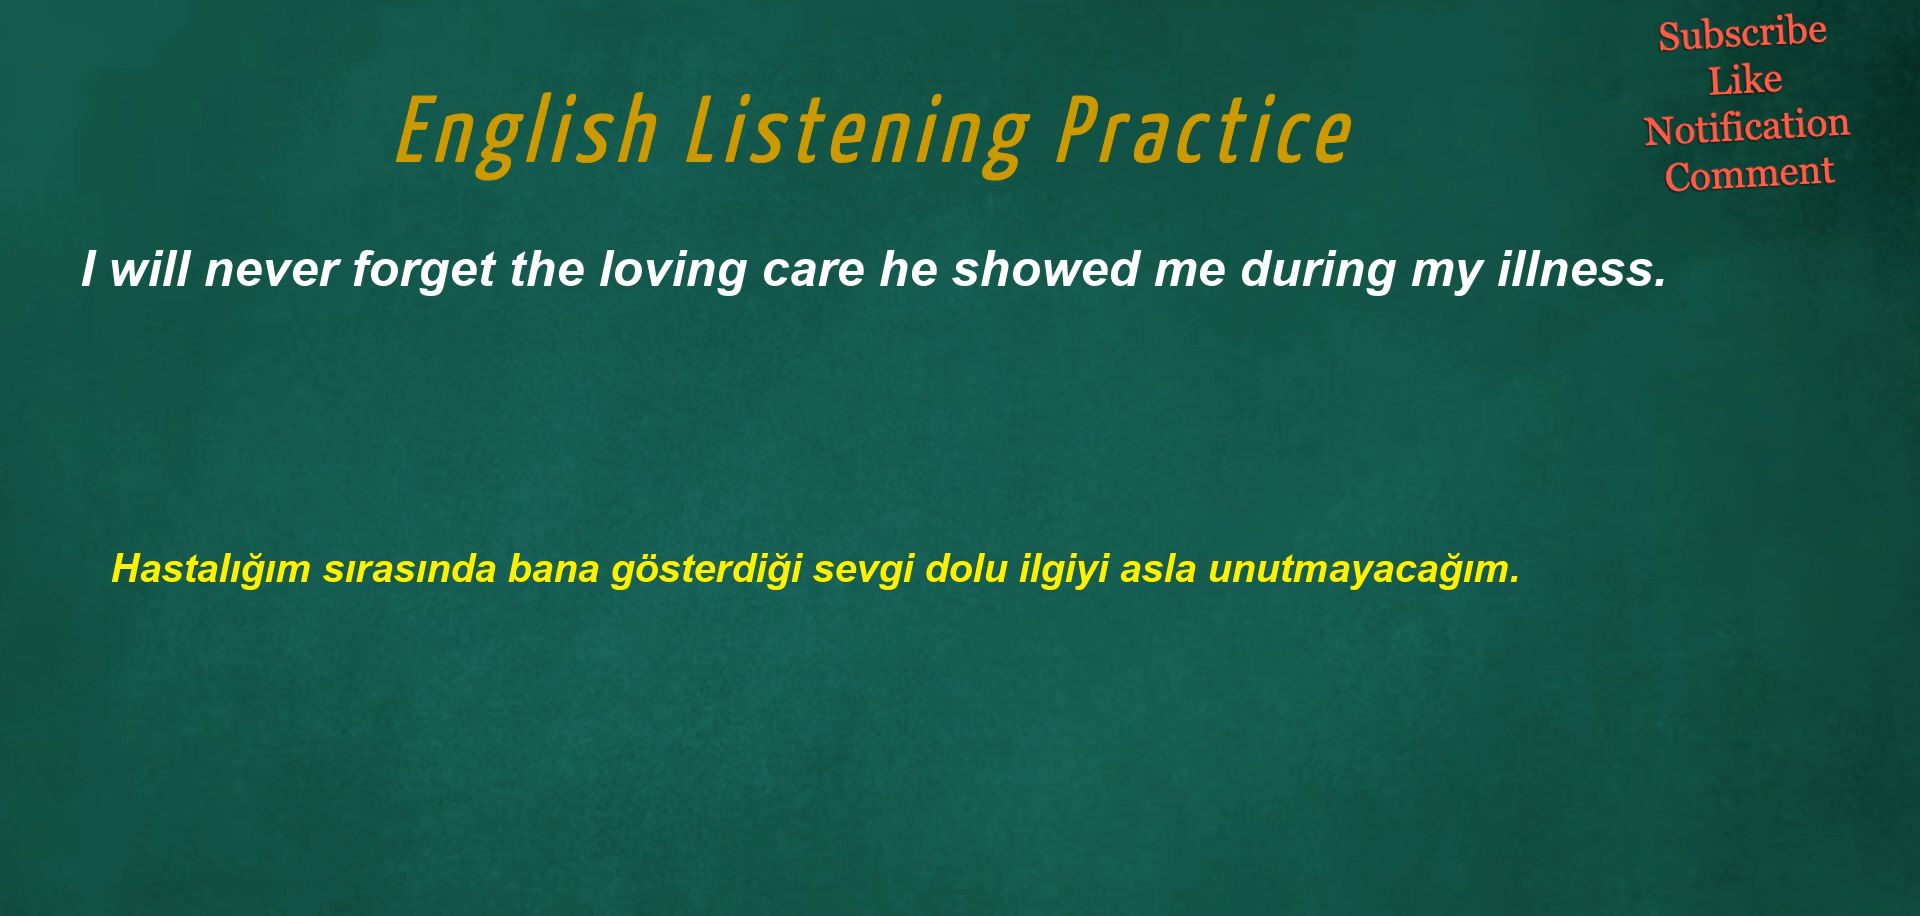 English Listening Practice
Subscribe
Like
Notification
Comment
I will never forget the loving care he showed me during my illness.
Hastalığım sırasında bana gösterdiği sevgi dolu ilgiyi asla unutmayacağım.